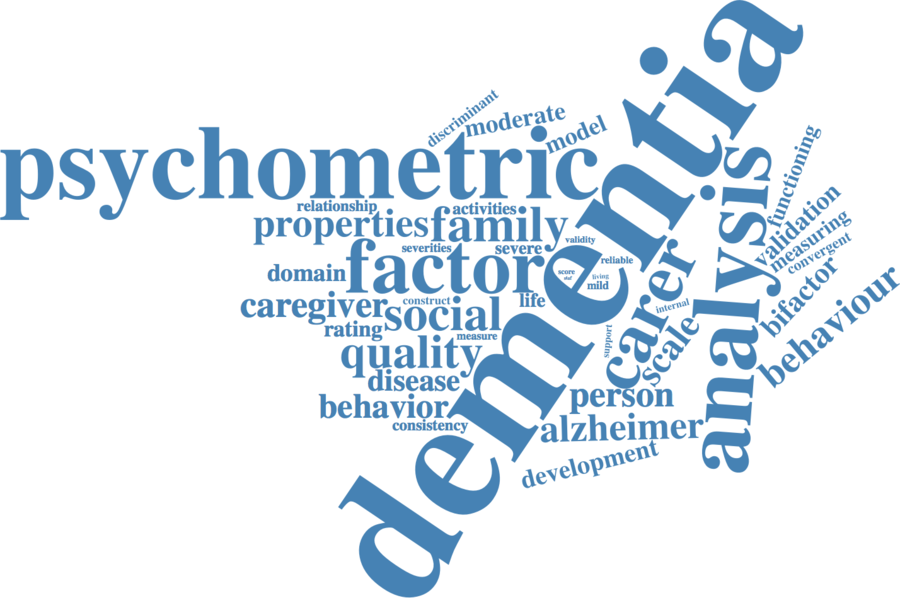 dementia
discriminant
moderate
model
psychometric
functioning
analysis
relationship
activities
properties
family
validation
measuring
convergent
severities
severe
validity
factor
reliable
domain
score
staf
living
mild
carer
bifactor
caregiver
construct
social
life
internal
behaviour
rating
measure
support
scale
quality
disease
person
behavior
consistency
alzheimer
development